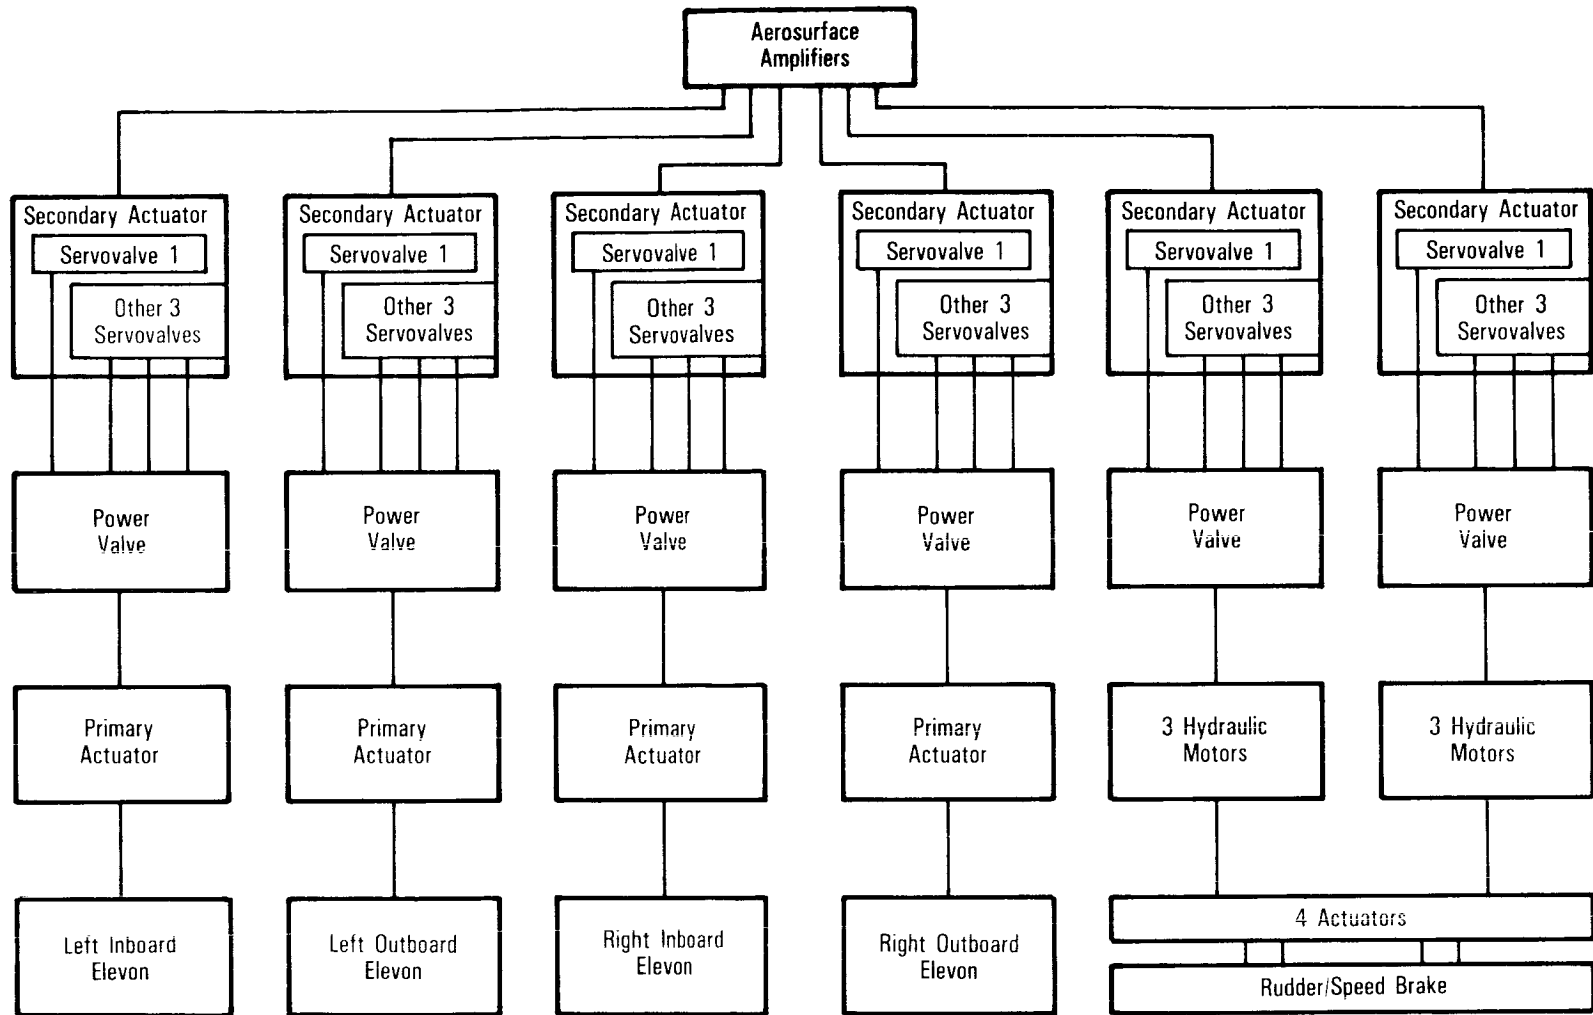 Aerosurface
Amplifiers
Secondary Actuator
Servovalve 1
Other 3
Servovalves
Secondary Actuator
Servovalve 1
Other 3
Servovalves
Secondary Actuator
Servovalve 1
Other 3
Servovalves
Secondary Actuator
Servovalve 1
Other 3
Servovalves
Secondary Actuator
Servovalve 1
Other 3
Servovalves
Secondary Actuator
Servovalve 1
Other 3
Servovalves
Power
Valve
Power
Valve
Power
Valve
Power
Valve
Power
Valve
Power
Valve
Primary
Actuator
Primary
Actuator
Primary
Actuator
Primary
Actuator
3 Hydraulic
Motors
3 Hydraulic
Motors
Left Inboard
Elevon
Left Outboard
Elevon
Right Inboard
Elevon
Right Outboard
Elevon
4 Actuators
Rudder/Speed Brake